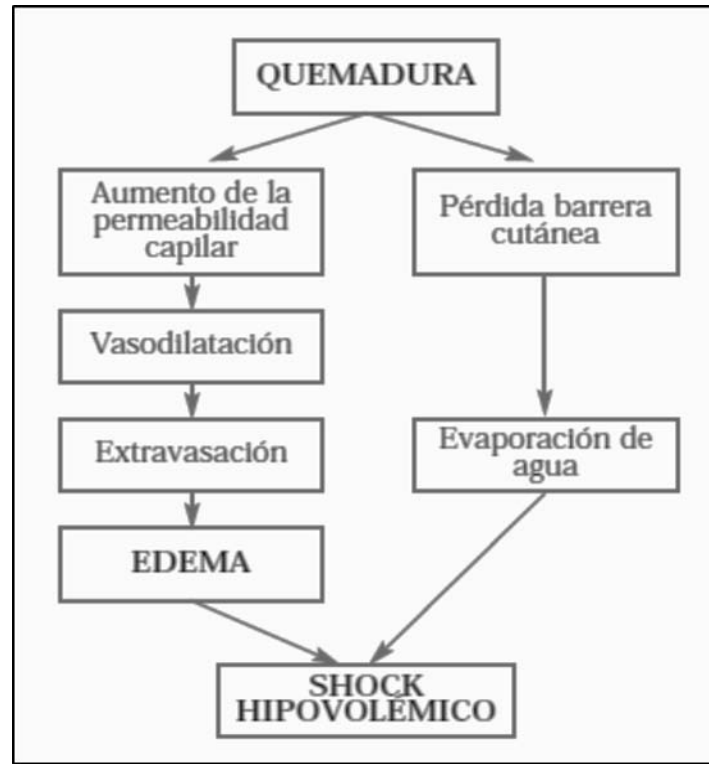 QUEMADURA
Aumento de la
permeabilidad
capilar
Pérdida barrera
cutánea
Vasodilatación
Extravasación
Evaporación de
agua
EDEMA
SHOCK
HIPOVOLÉMICO